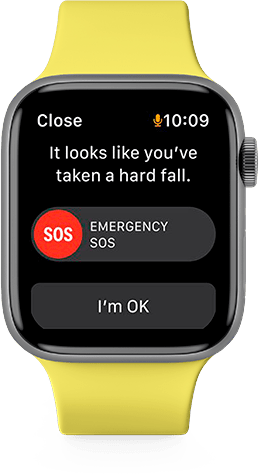 Close 10:09
It looks like you've
taken a hard fall.
SOS EMERGENCY
SOS
I'm OK